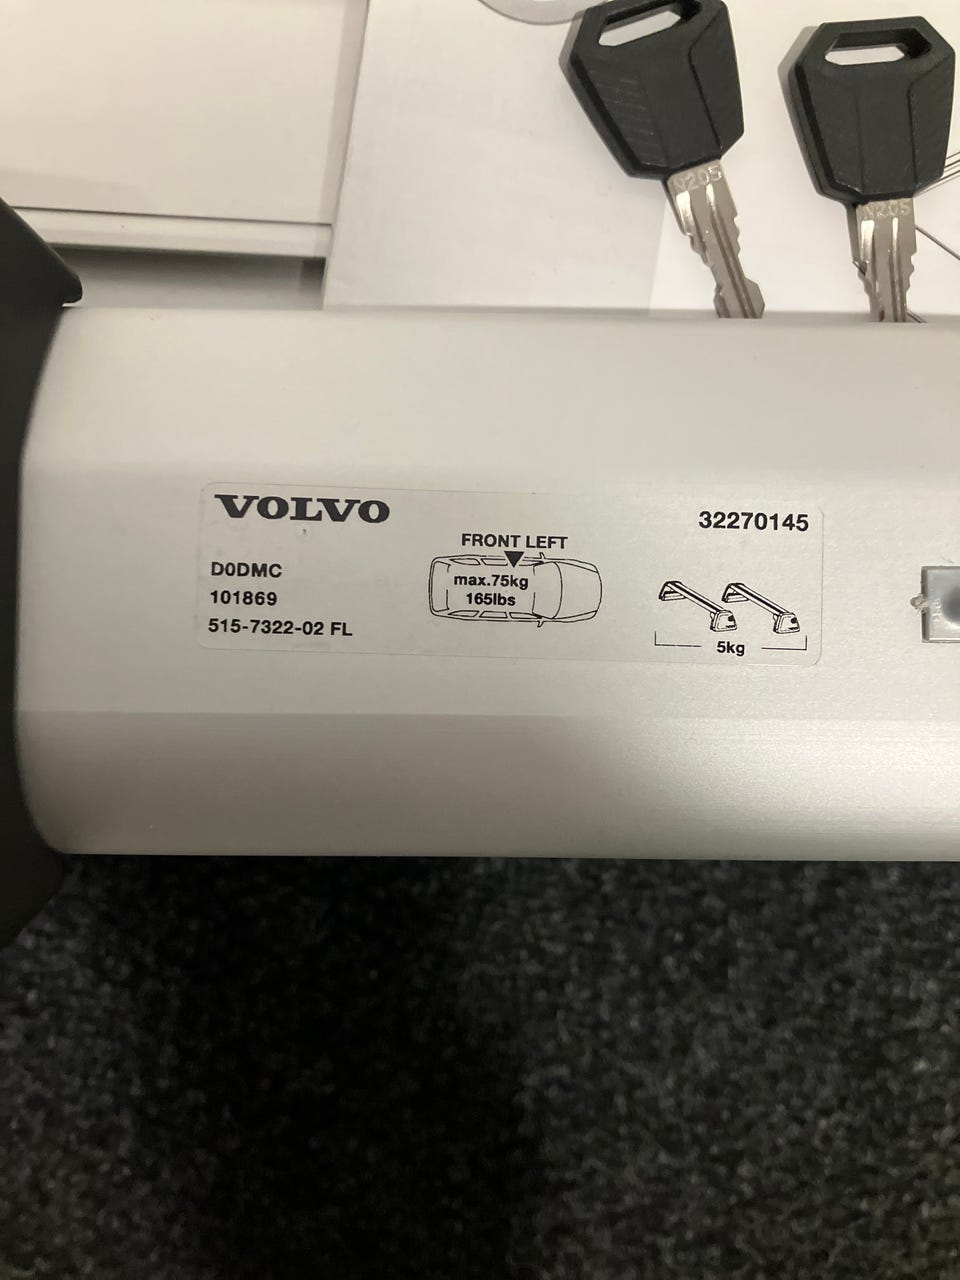 N205
N205
VOLVO
32270145
FRONT LEFT
D0DMC
max.75kg
101869
165lbs
515-7322-02 FL
5kg